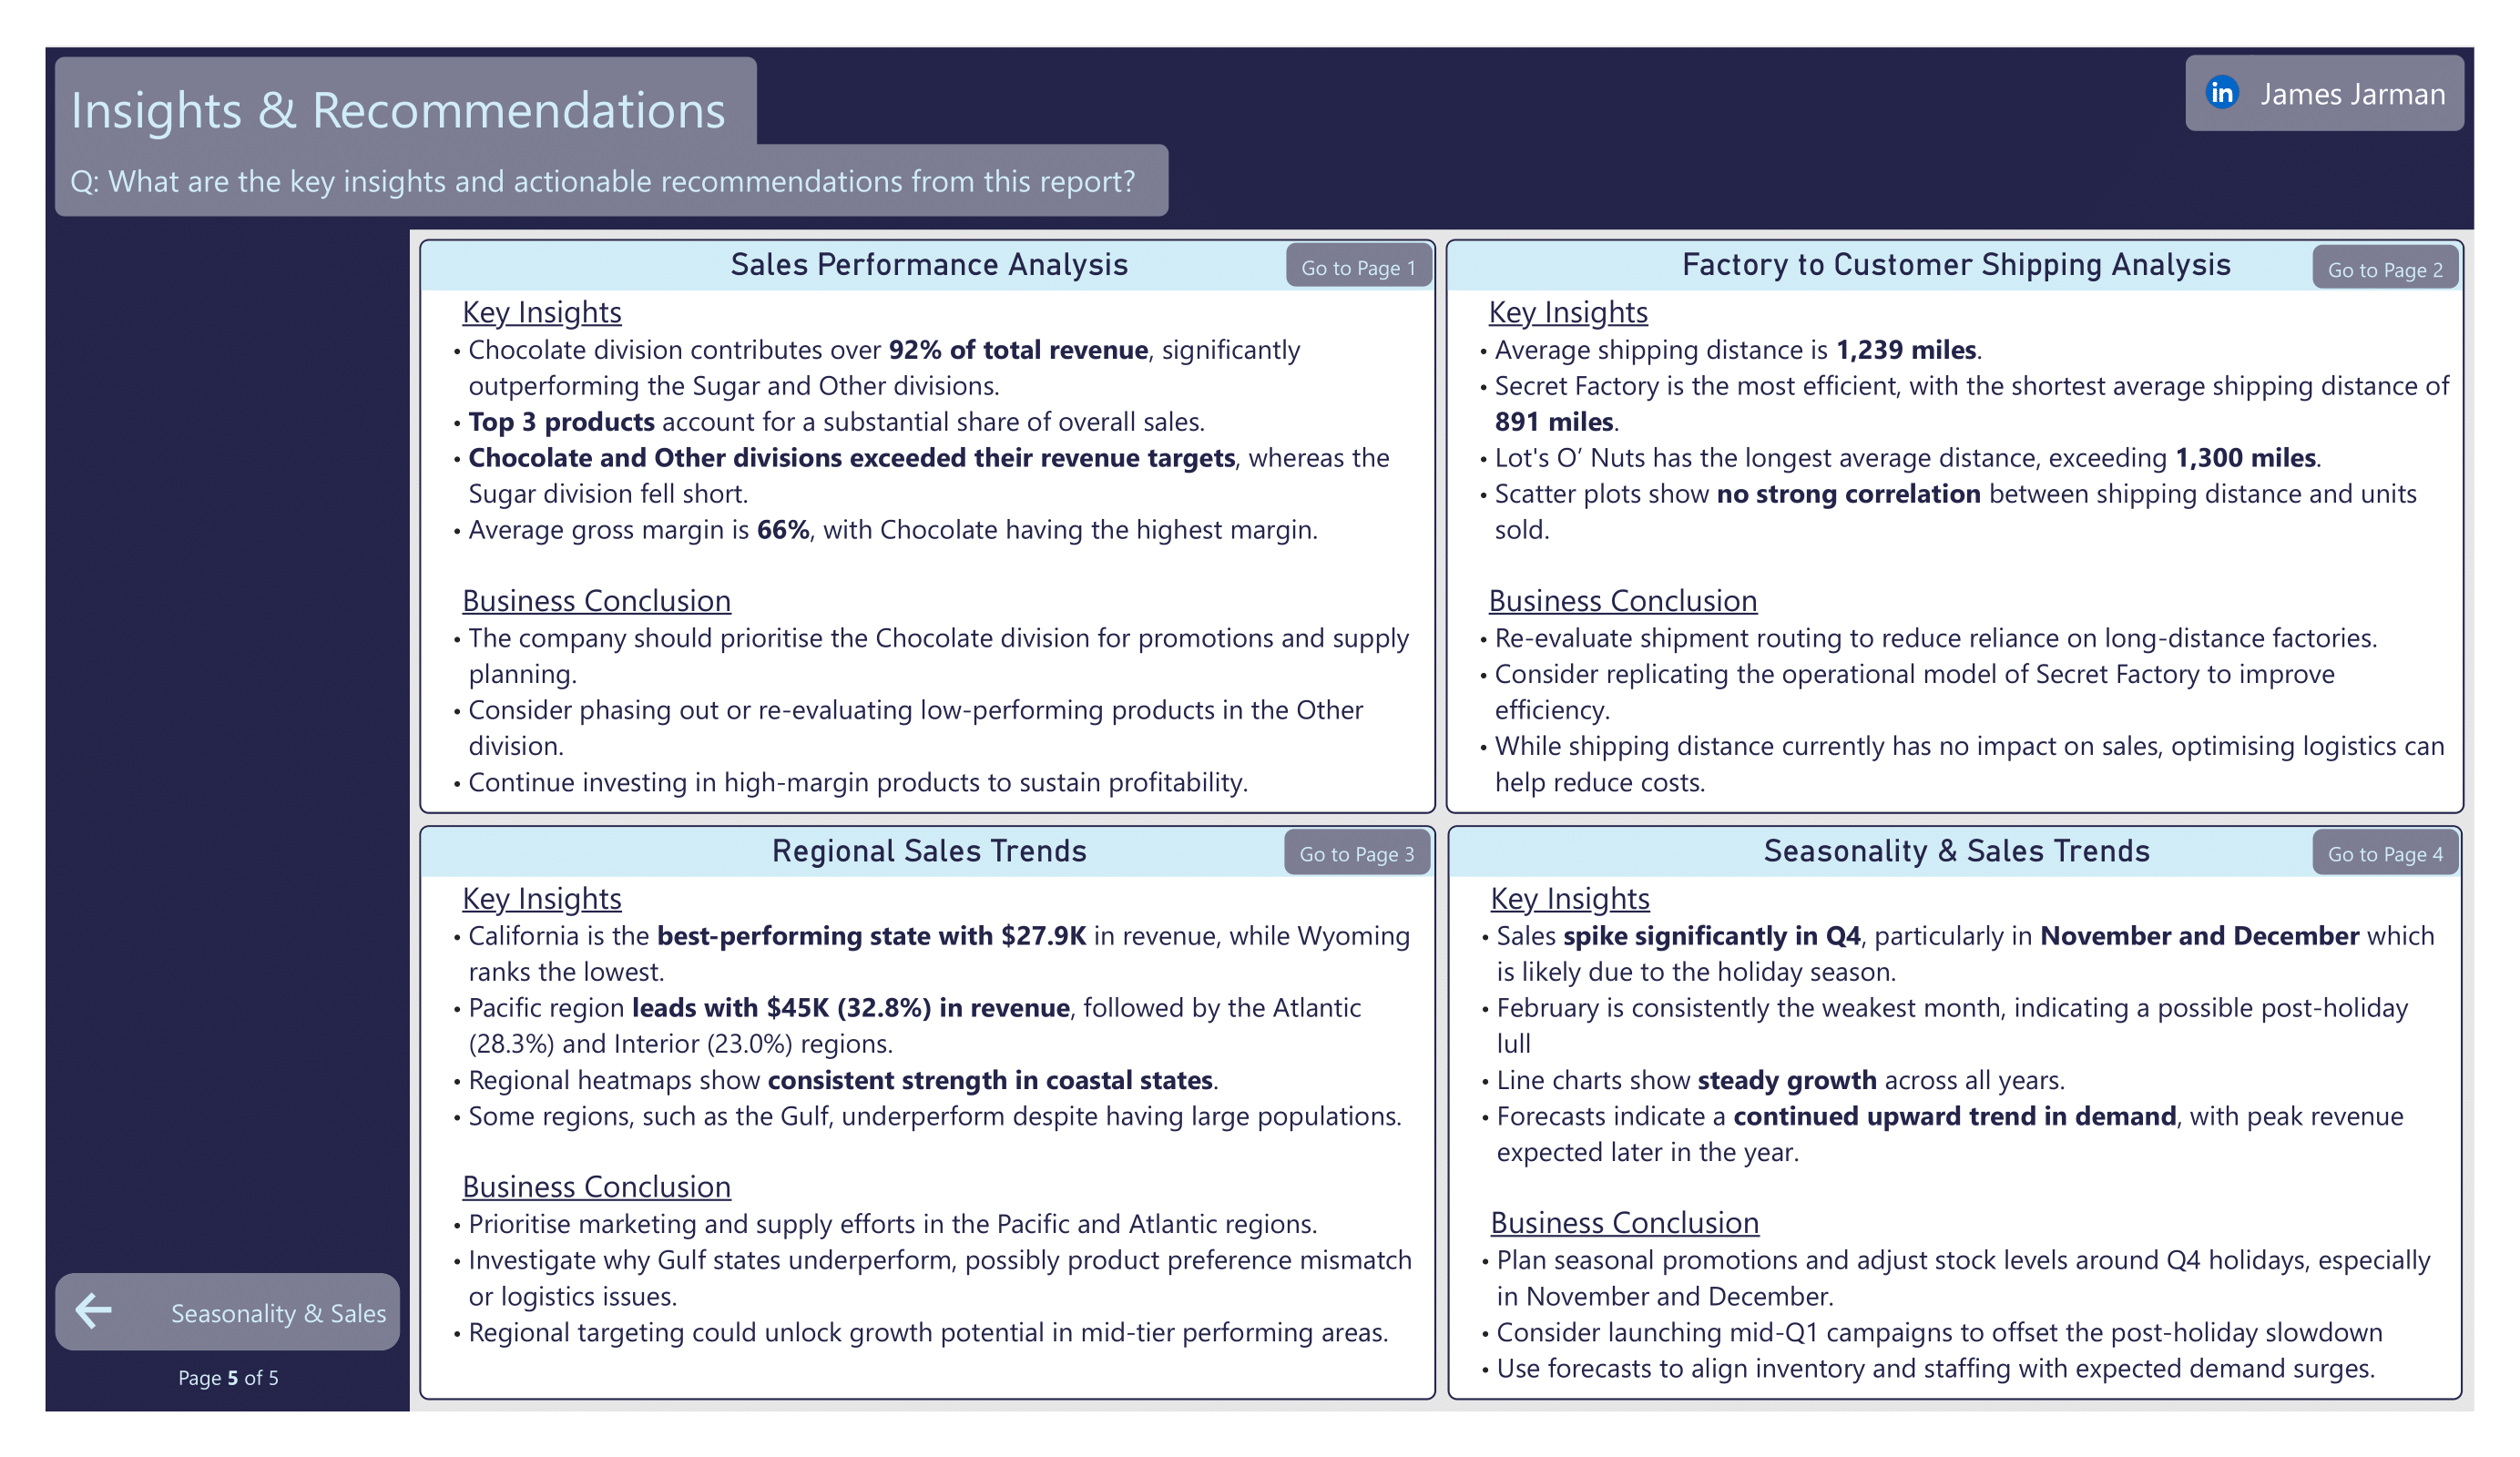 Insights & Recommendations
Q: What are the key insights and actionable recommendations from this report?
in James Jarman
Sales Performance Analysis
Go to Page 1
Key Insights
• Chocolate division contributes over 92% of total revenue, significantly
outperforming the Sugar and Other divisions.
• Top 3 products account for a substantial share of overall sales.
• Chocolate and Other divisions exceeded their revenue targets, whereas the
Sugar division fell short.
• Average gross margin is 66%, with Chocolate having the highest margin.
Business Conclusion
• The company should prioritise the Chocolate division for promotions and supply
planning.
• Consider phasing out or re-evaluating low-performing products in the Other
division.
• Continue investing in high-margin products to sustain profitability.
Factory to Customer Shipping Analysis
Go to Page 2
Key Insights
• Average shipping distance is 1,239 miles.
• Secret Factory is the most efficient, with the shortest average shipping distance of
891 miles.
• Lot's O’ Nuts has the longest average distance, exceeding 1,300 miles.
• Scatter plots show no strong correlation between shipping distance and units
sold.
Business Conclusion
• Re-evaluate shipment routing to reduce reliance on long-distance factories.
• Consider replicating the operational model of Secret Factory to improve
efficiency.
• While shipping distance currently has no impact on sales, optimising logistics can
help reduce costs.
Regional Sales Trends
Go to Page 3
Key Insights
• California is the best-performing state with $27.9K in revenue, while Wyoming
ranks the lowest.
• Pacific region leads with $45K (32.8%) in revenue, followed by the Atlantic
(28.3%) and Interior (23.0%) regions.
• Regional heatmaps show consistent strength in coastal states.
• Some regions, such as the Gulf, underperform despite having large populations.
Business Conclusion
• Prioritise marketing and supply efforts in the Pacific and Atlantic regions.
• Investigate why Gulf states underperform, possibly product preference mismatch
or logistics issues.
• Regional targeting could unlock growth potential in mid-tier performing areas.
Seasonality & Sales Trends
Go to Page 4
Key Insights
• Sales spike significantly in Q4, particularly in November and December which
is likely due to the holiday season.
• February is consistently the weakest month, indicating a possible post-holiday
lull
• Line charts show steady growth across all years.
• Forecasts indicate a continued upward trend in demand, with peak revenue
expected later in the year.
Business Conclusion
• Plan seasonal promotions and adjust stock levels around Q4 holidays, especially
in November and December.
• Consider launching mid-Q1 campaigns to offset the post-holiday slowdown
• Use forecasts to align inventory and staffing with expected demand surges.
Seasonality & Sales
Page 5 of 5